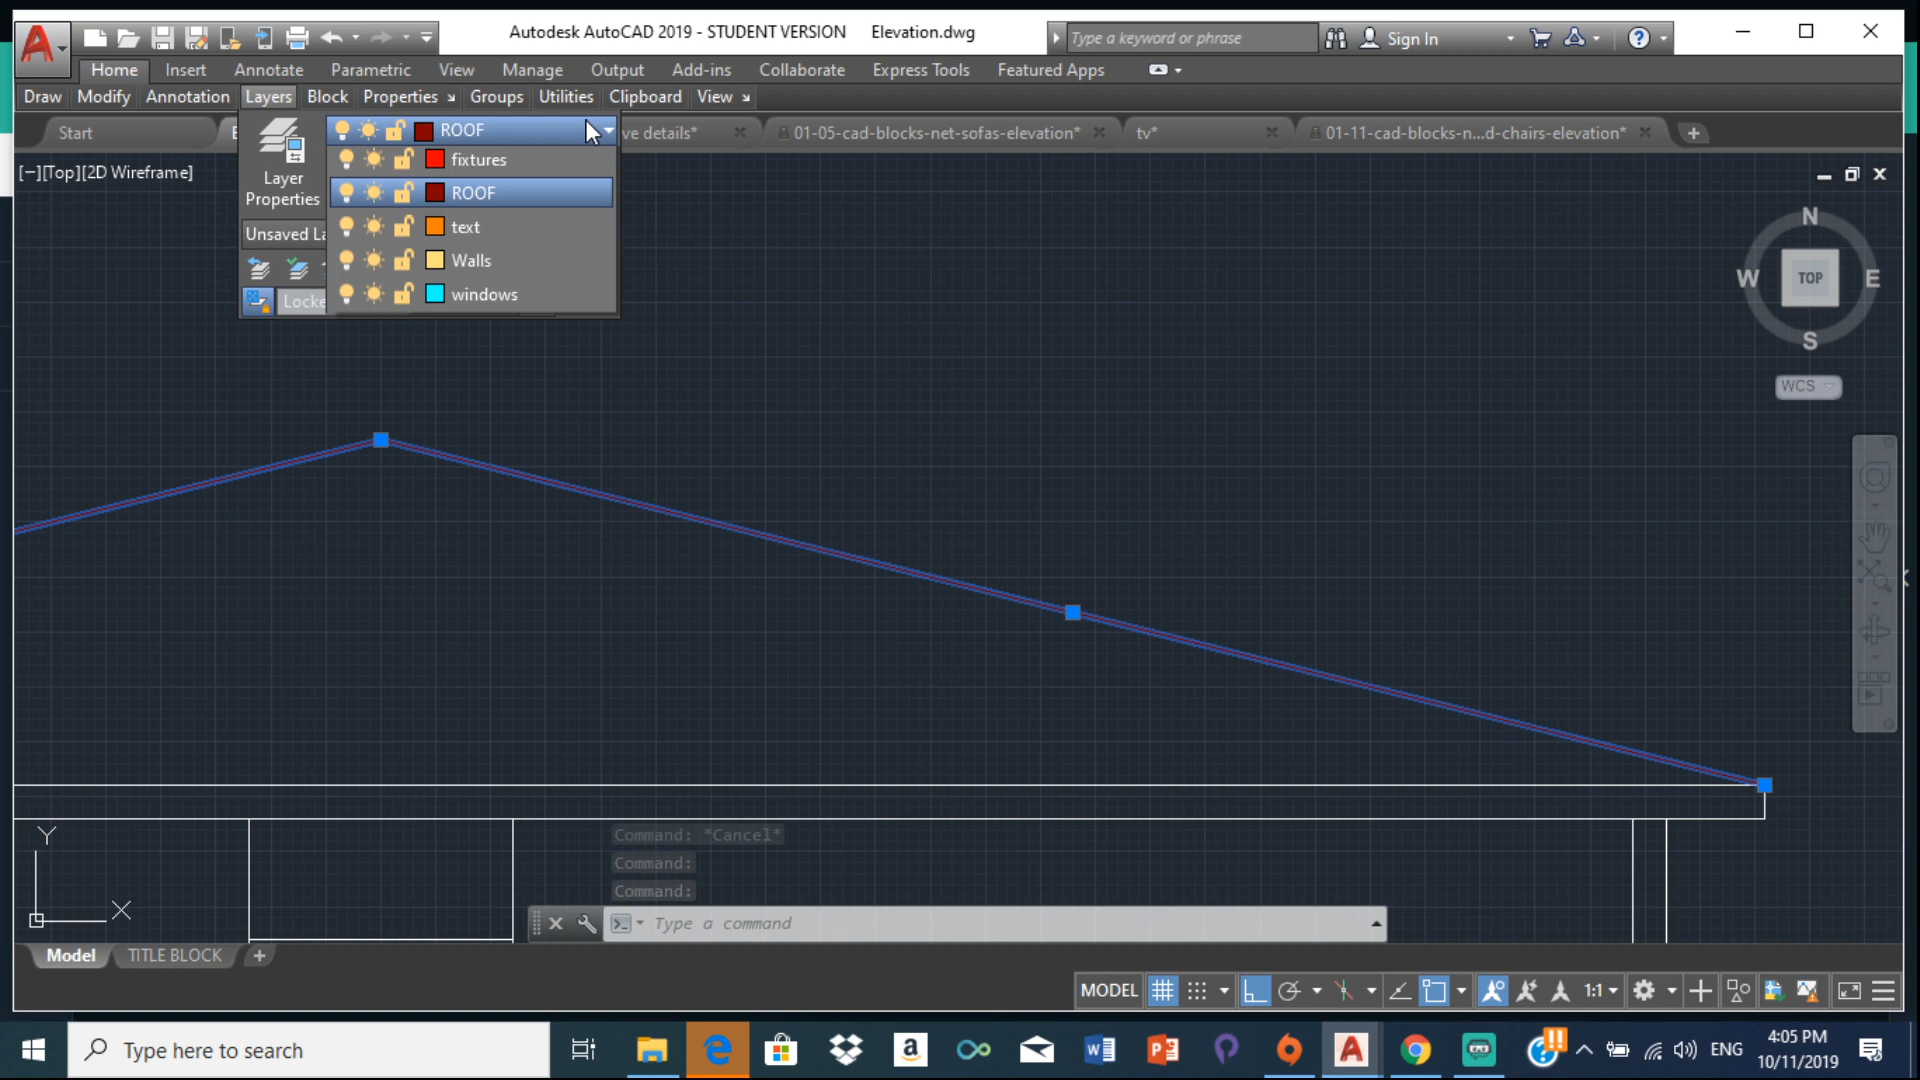 Autodesk AutoCAD 2019 - STUDENT VERSION Elevation.dwg
Type a keyword or phrase
Sign In
Home Insert Annotate Parametric View Manage Output Add-ins Collaborate Express Tools Featured Apps
Draw Modify Annotation Layers Block Properties Groups Utilities Clipboard View
Start
ve details*
01-05-cad-blocks-net-sofas-elevation*
tv*
01-11-cad-blocks-n...d-chairs-elevation*
ROOF
fixtures
ROOF
text
Walls
windows
Layer
Properties
Unsaved La
Locke
[−][Top][2D Wireframe]
N
W TOP E
S
WCS
Y
X
Command: *Cancel*
Command:
Command:
Type a command
Model TITLE BLOCK
MODEL
1:1
Type here to search
ENG
4:05 PM
10/11/2019